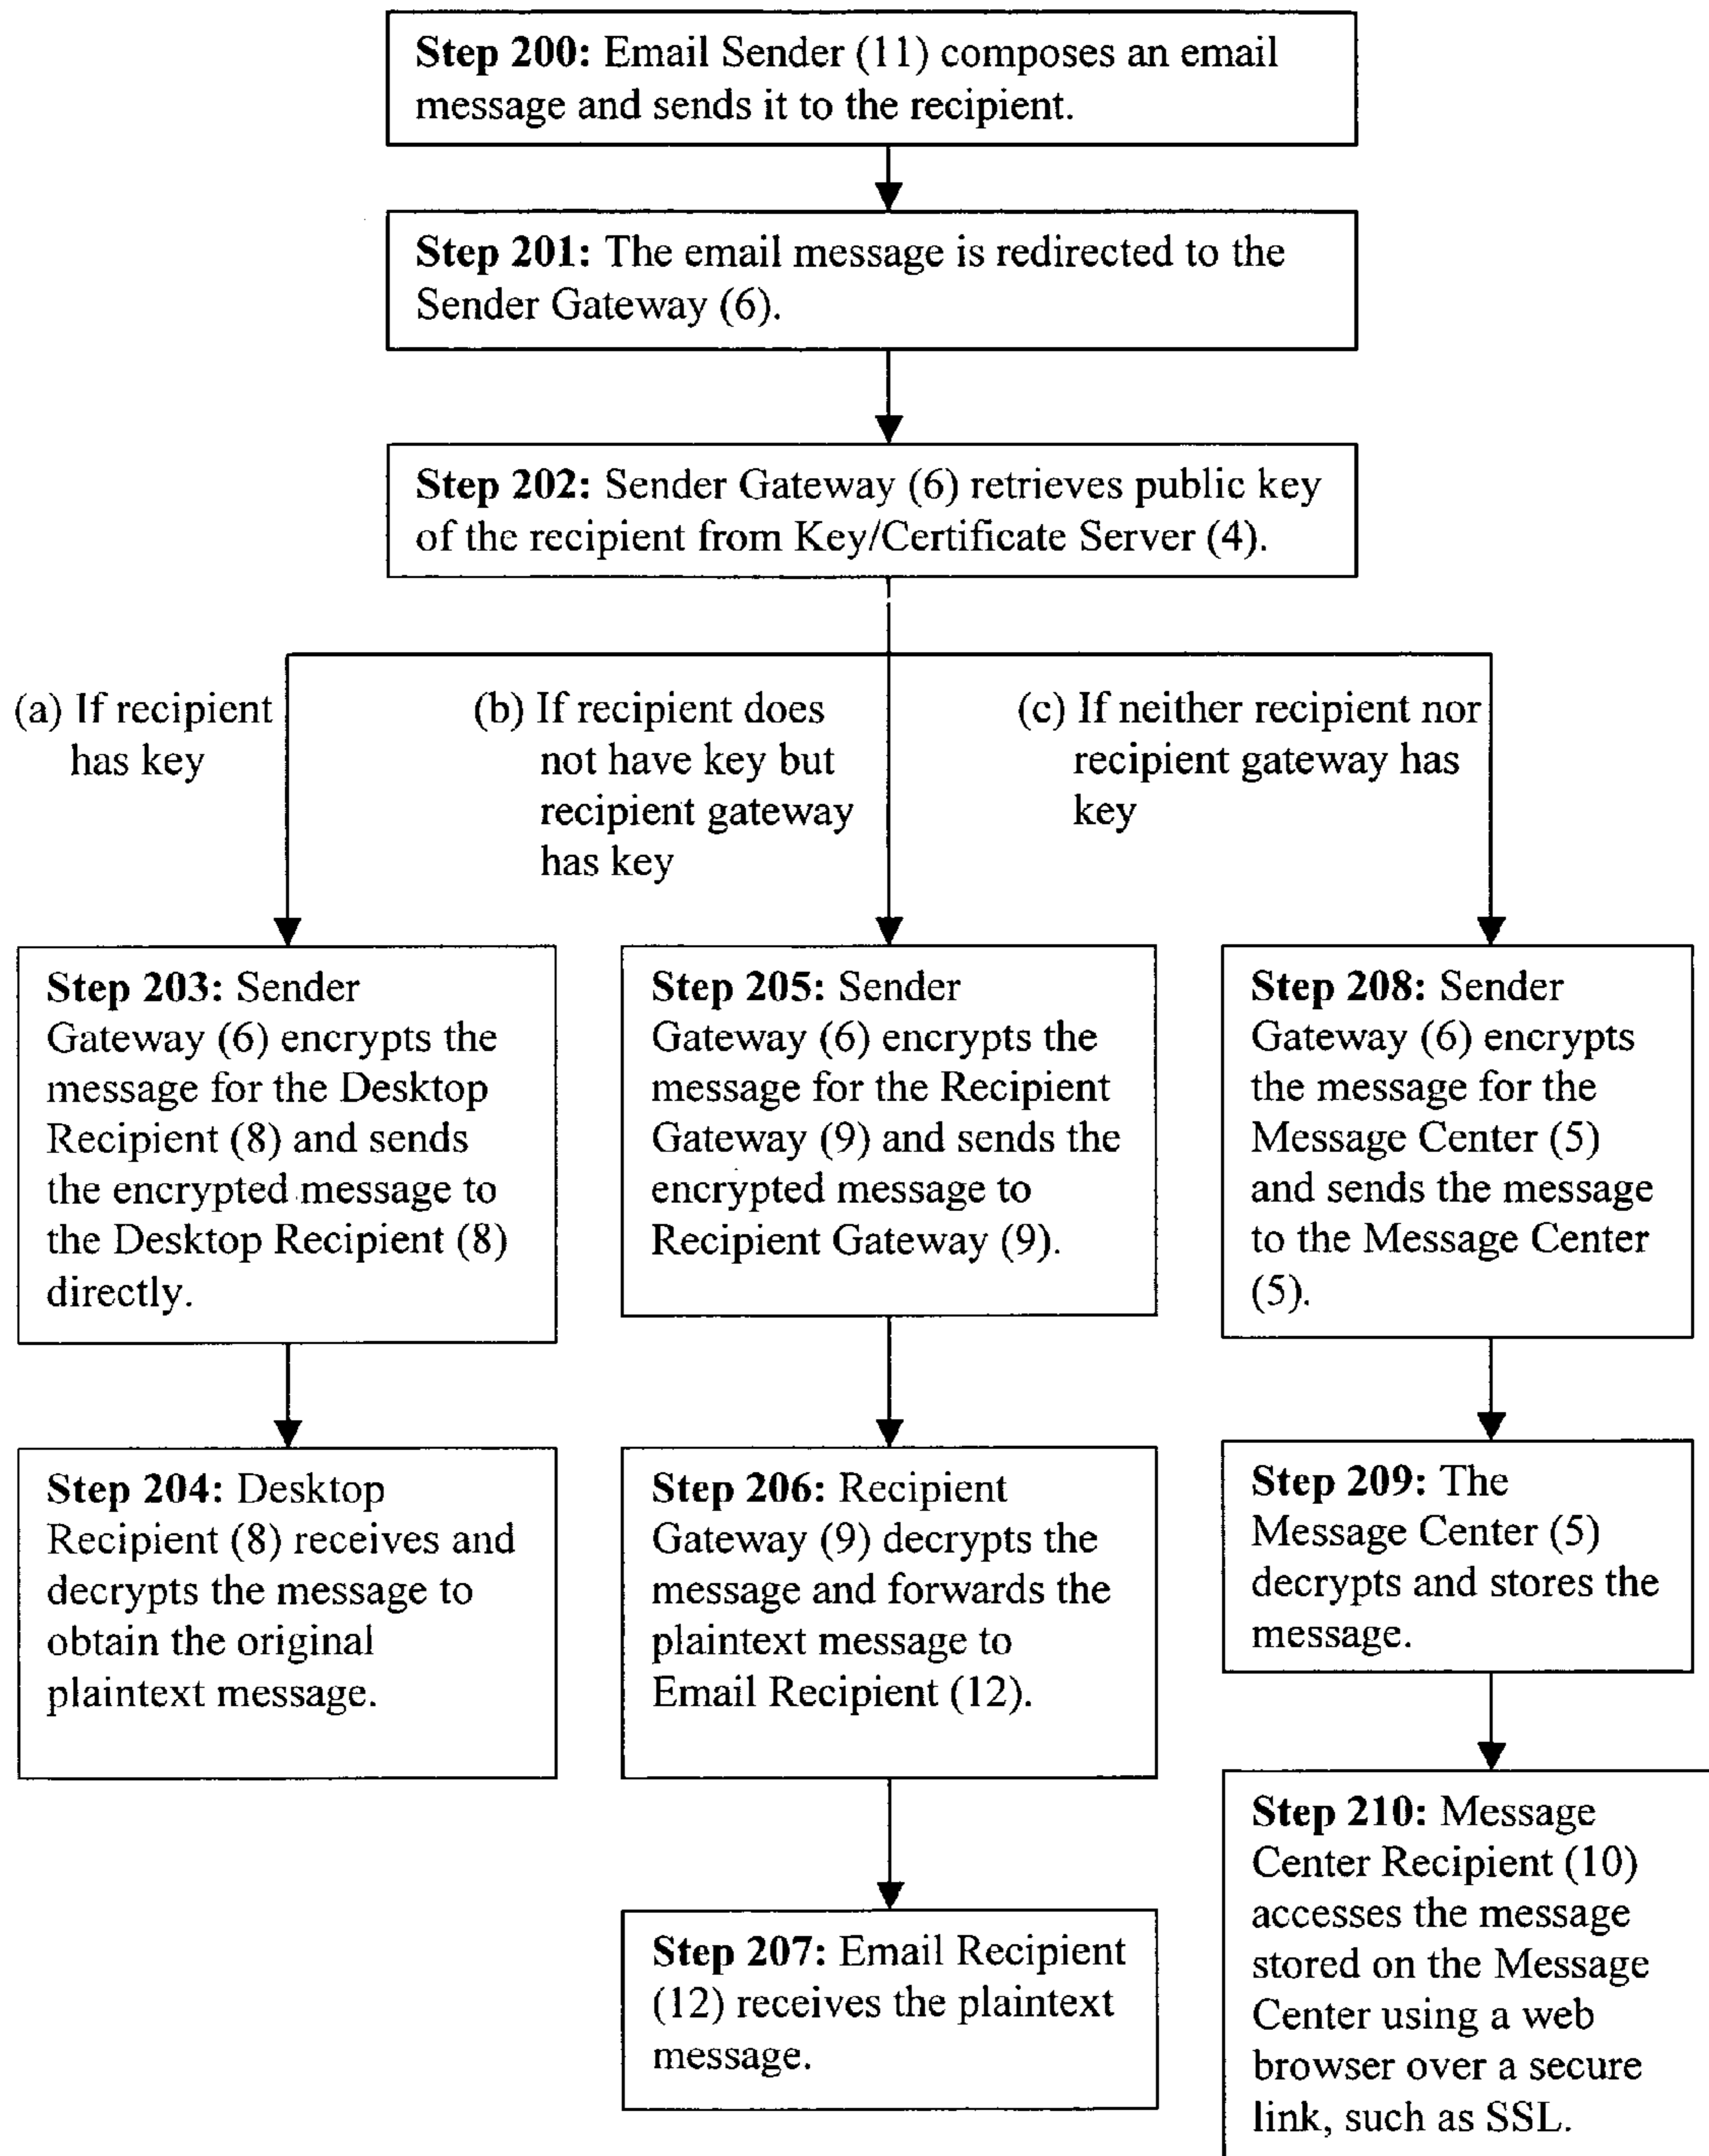 Step 200: Email Sender (11) composes an email
message and sends it to the recipient.
Step 201: The email message is redirected to the
Sender Gateway (6).
Step 202: Sender Gateway (6) retrieves public key
of the recipient from Key/Certificate Server (4).
(a) If recipient
has key
(b) If recipient does
not have key but
recipient gateway
has key
(c) If neither recipient nor
recipient gateway has
key
Step 203: Sender
Gateway (6) encrypts the
message for the Desktop
Recipient (8) and sends
the encrypted message to
the Desktop Recipient (8)
directly.
Step 205: Sender
Gateway (6) encrypts the
message for the Recipient
Gateway (9) and sends the
encrypted message to
Recipient Gateway (9).
Step 208: Sender
Gateway (6) encrypts
the message for the
Message Center (5)
and sends the message
to the Message Center
(5).
Step 204: Desktop
Recipient (8) receives and
decrypts the message to
obtain the original
plaintext message.
Step 206: Recipient
Gateway (9) decrypts the
message and forwards the
plaintext message to
Email Recipient (12).
Step 209: The
Message Center (5)
decrypts and stores the
message.
Step 207: Email Recipient
(12) receives the plaintext
message.
Step 210: Message
Center Recipient (10)
accesses the message
stored on the Message
Center using a web
browser over a secure
link, such as SSL.